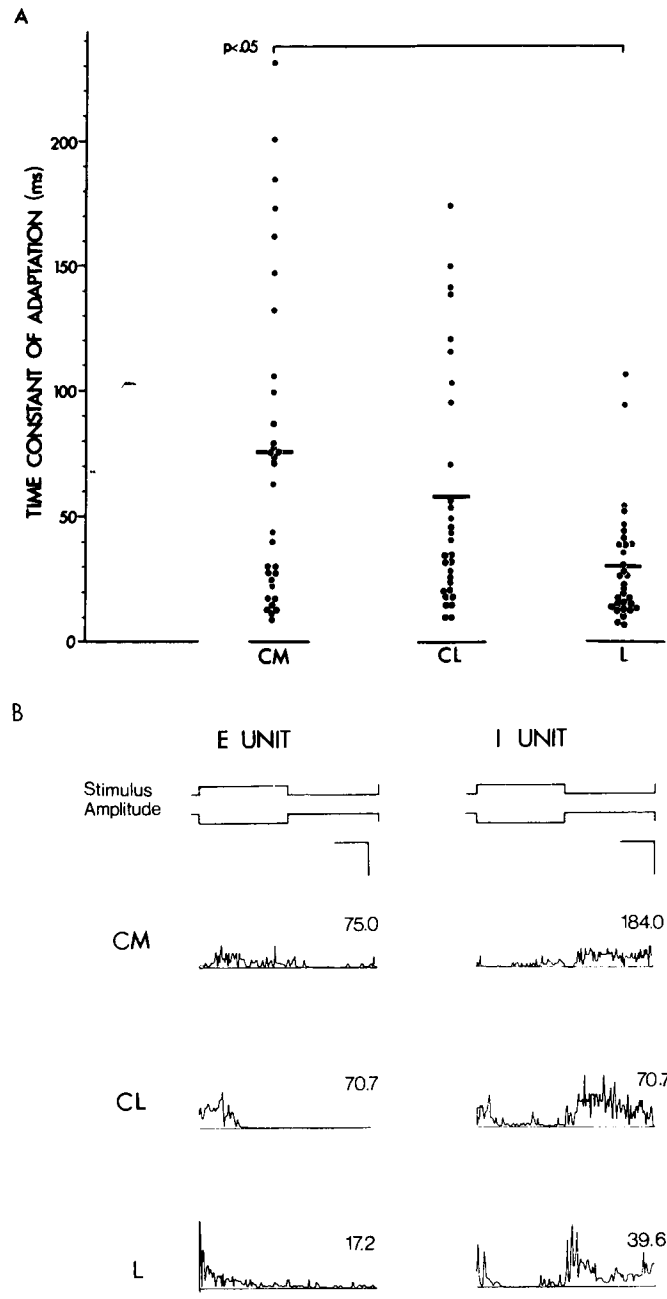 A
p<.05
TIME CONSTANT OF ADAPTATION (ms)
200
150
100
50
0
CM CL L
B
E UNIT I UNIT
Stimulus
Amplitude
CM 75.0 184.0
CL 70.7 70.7
L 17.2 39.6